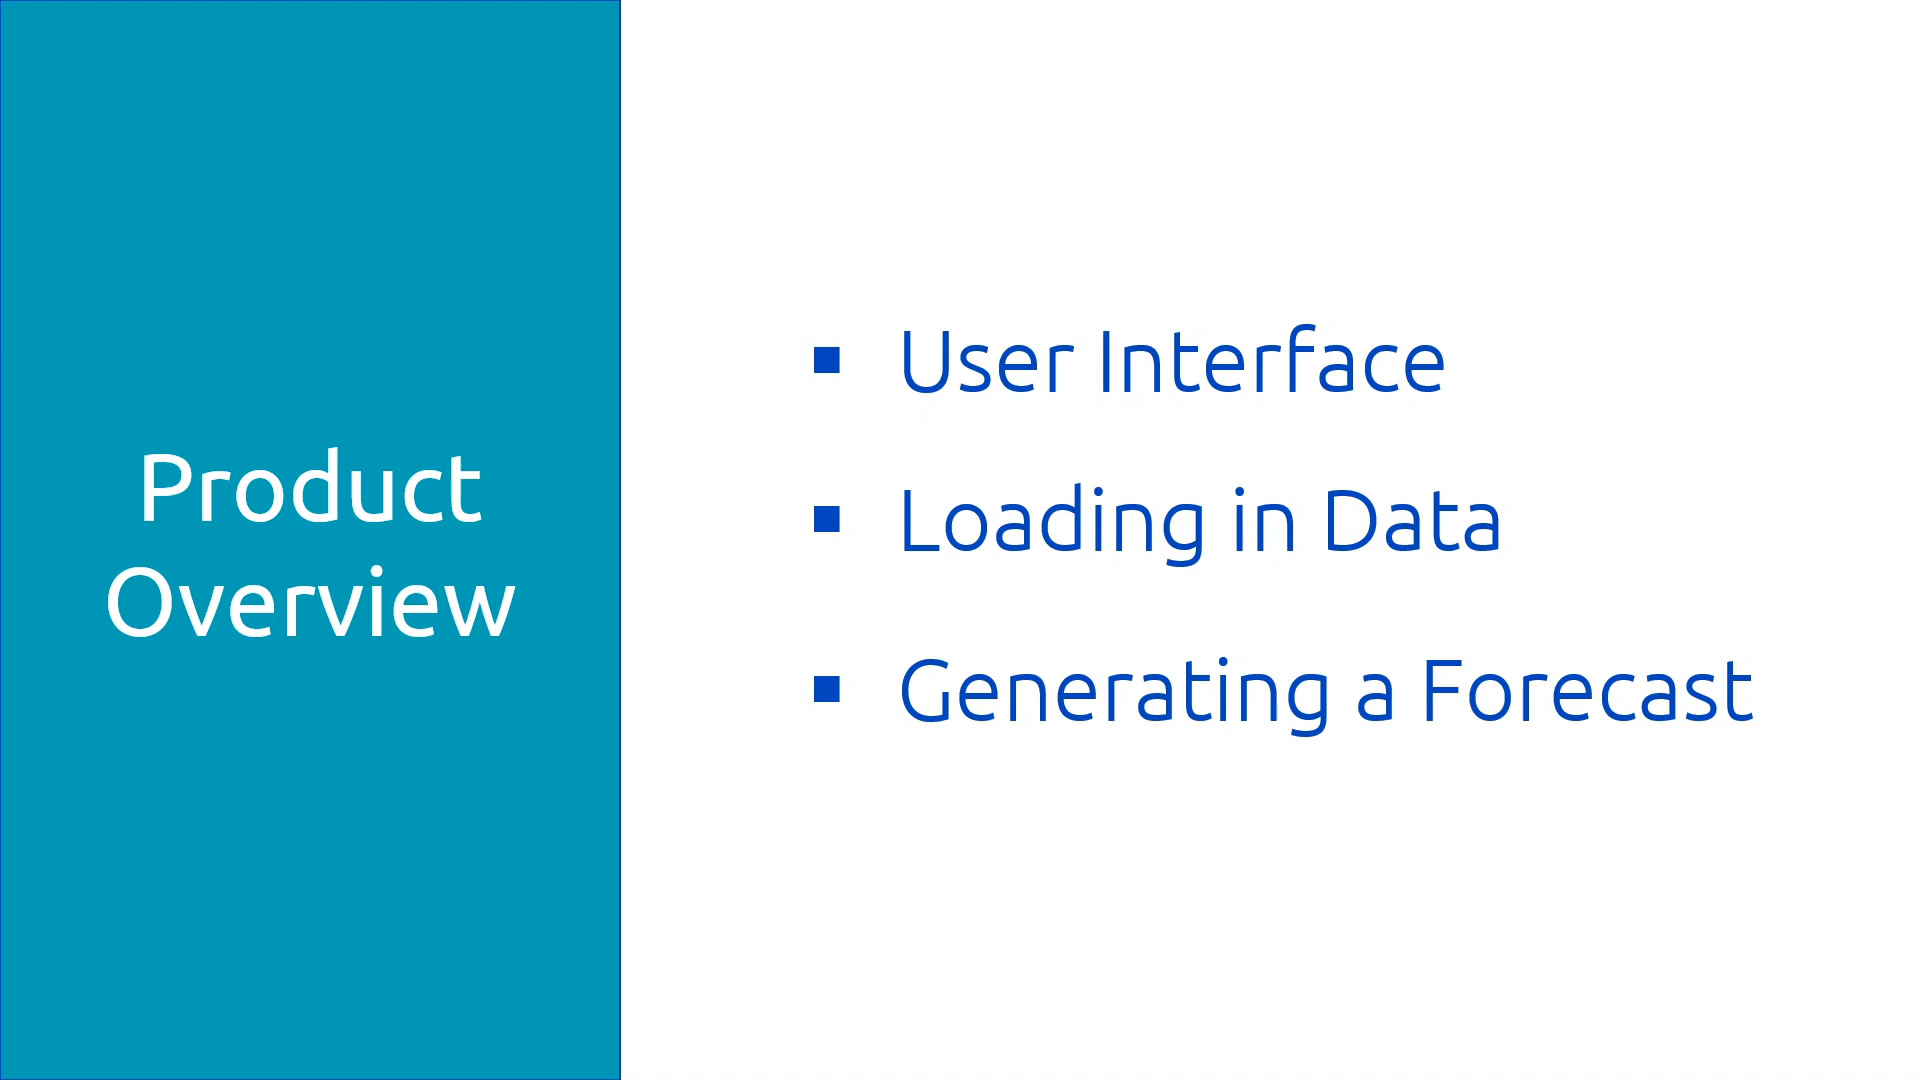 Product
Overview
▪ User Interface
▪ Loading in Data
▪ Generating a Forecast